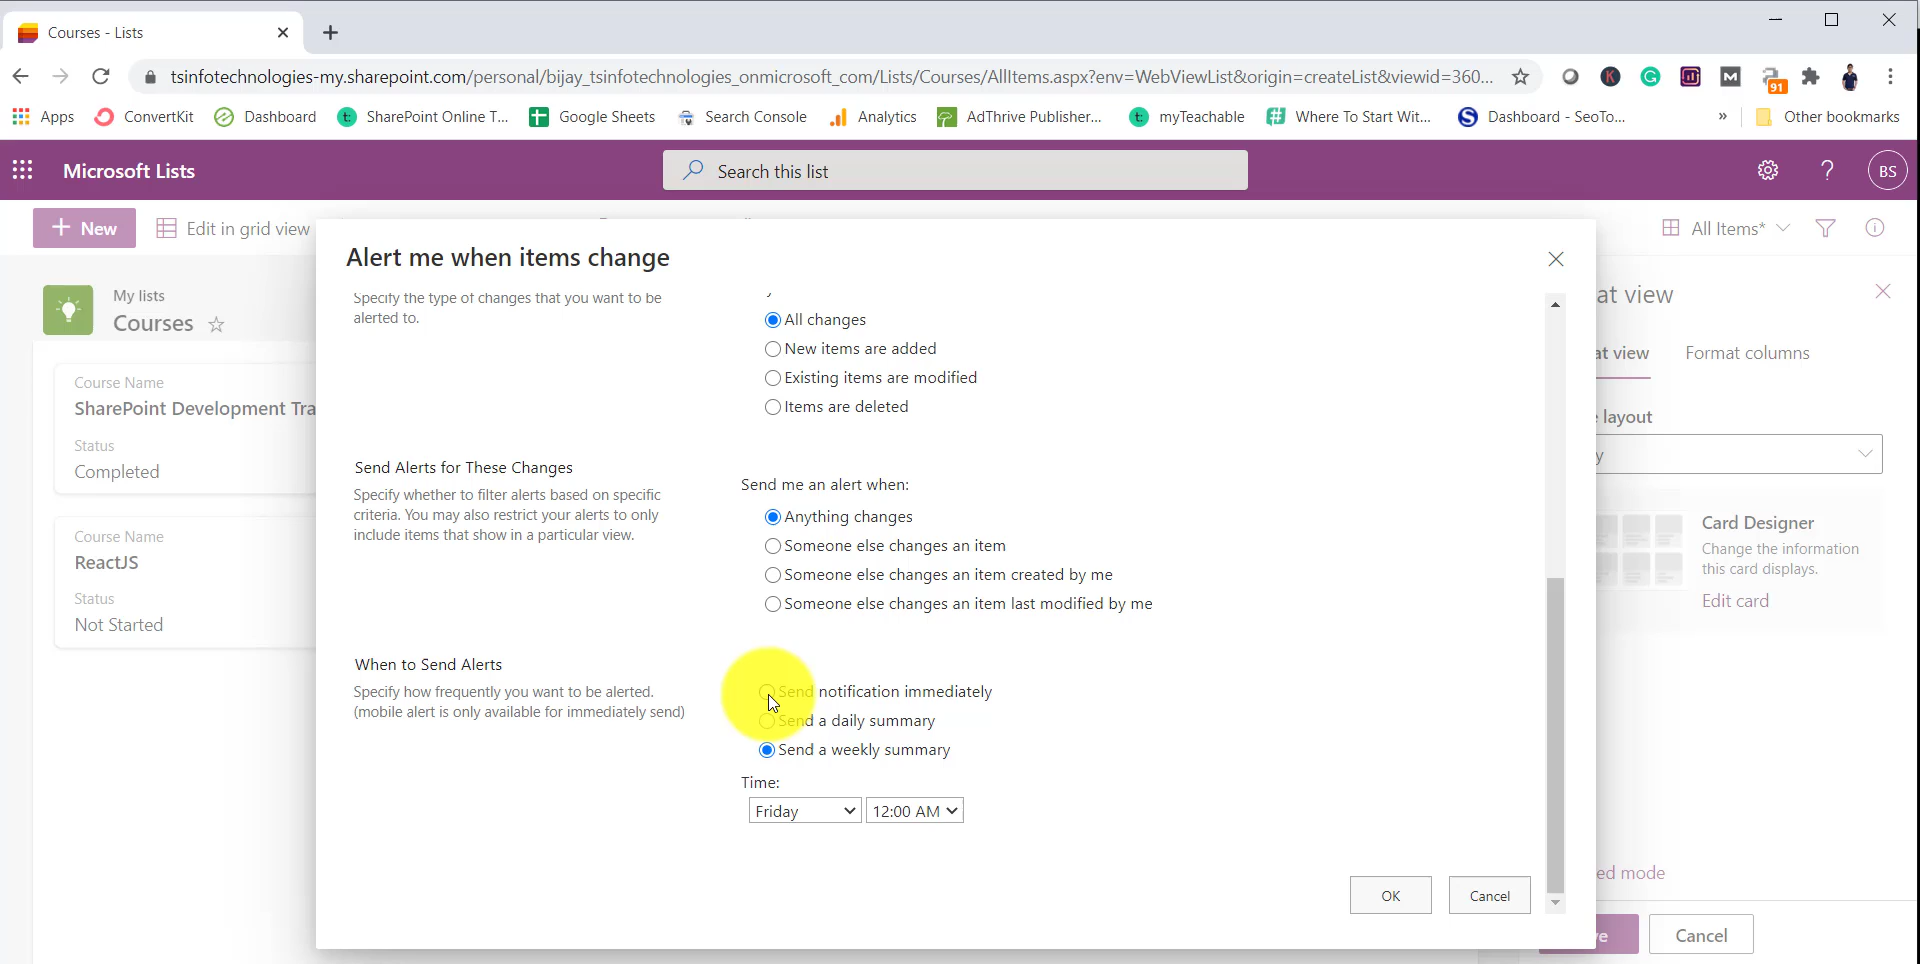 Courses - Lists
tsinfotechnologies-my.sharepoint.com/personal/bijay_tsinfotechnologies_onmicrosoft_com/Lists/Courses/AllItems.aspx?env=WebViewList&origin=createList&viewid=360...
91
Apps ConvertKit Dashboard SharePoint Online T... Google Sheets Search Console Analytics AdThrive Publisher... myTeachable Where To Start Wit... Dashboard - SeoTo... » Other bookmarks
Microsoft Lists Search this list ? BS
+ New Edit in grid view All Items*
Alert me when items change
My lists
Courses
Specify the type of changes that you want to be
alerted to.
All changes
New items are added
Existing items are modified
Items are deleted
Course Name
SharePoint Development Tra
Status
Completed
Send Alerts for These Changes
Specify whether to filter alerts based on specific
criteria. You may also restrict your alerts to only
include items that show in a particular view.
Send me an alert when:
Anything changes
Someone else changes an item
Someone else changes an item created by me
Someone else changes an item last modified by me
Course Name
ReactJS
Status
Not Started
When to Send Alerts
Specify how frequently you want to be alerted.
(mobile alert is only available for immediately send)
Send notification immediately
Send a daily summary
Send a weekly summary
Time:
Friday 12:00 AM
OK Cancel
at view
at view Format columns
layout
y
Card Designer
Change the information
this card displays.
Edit card
ed mode
Cancel